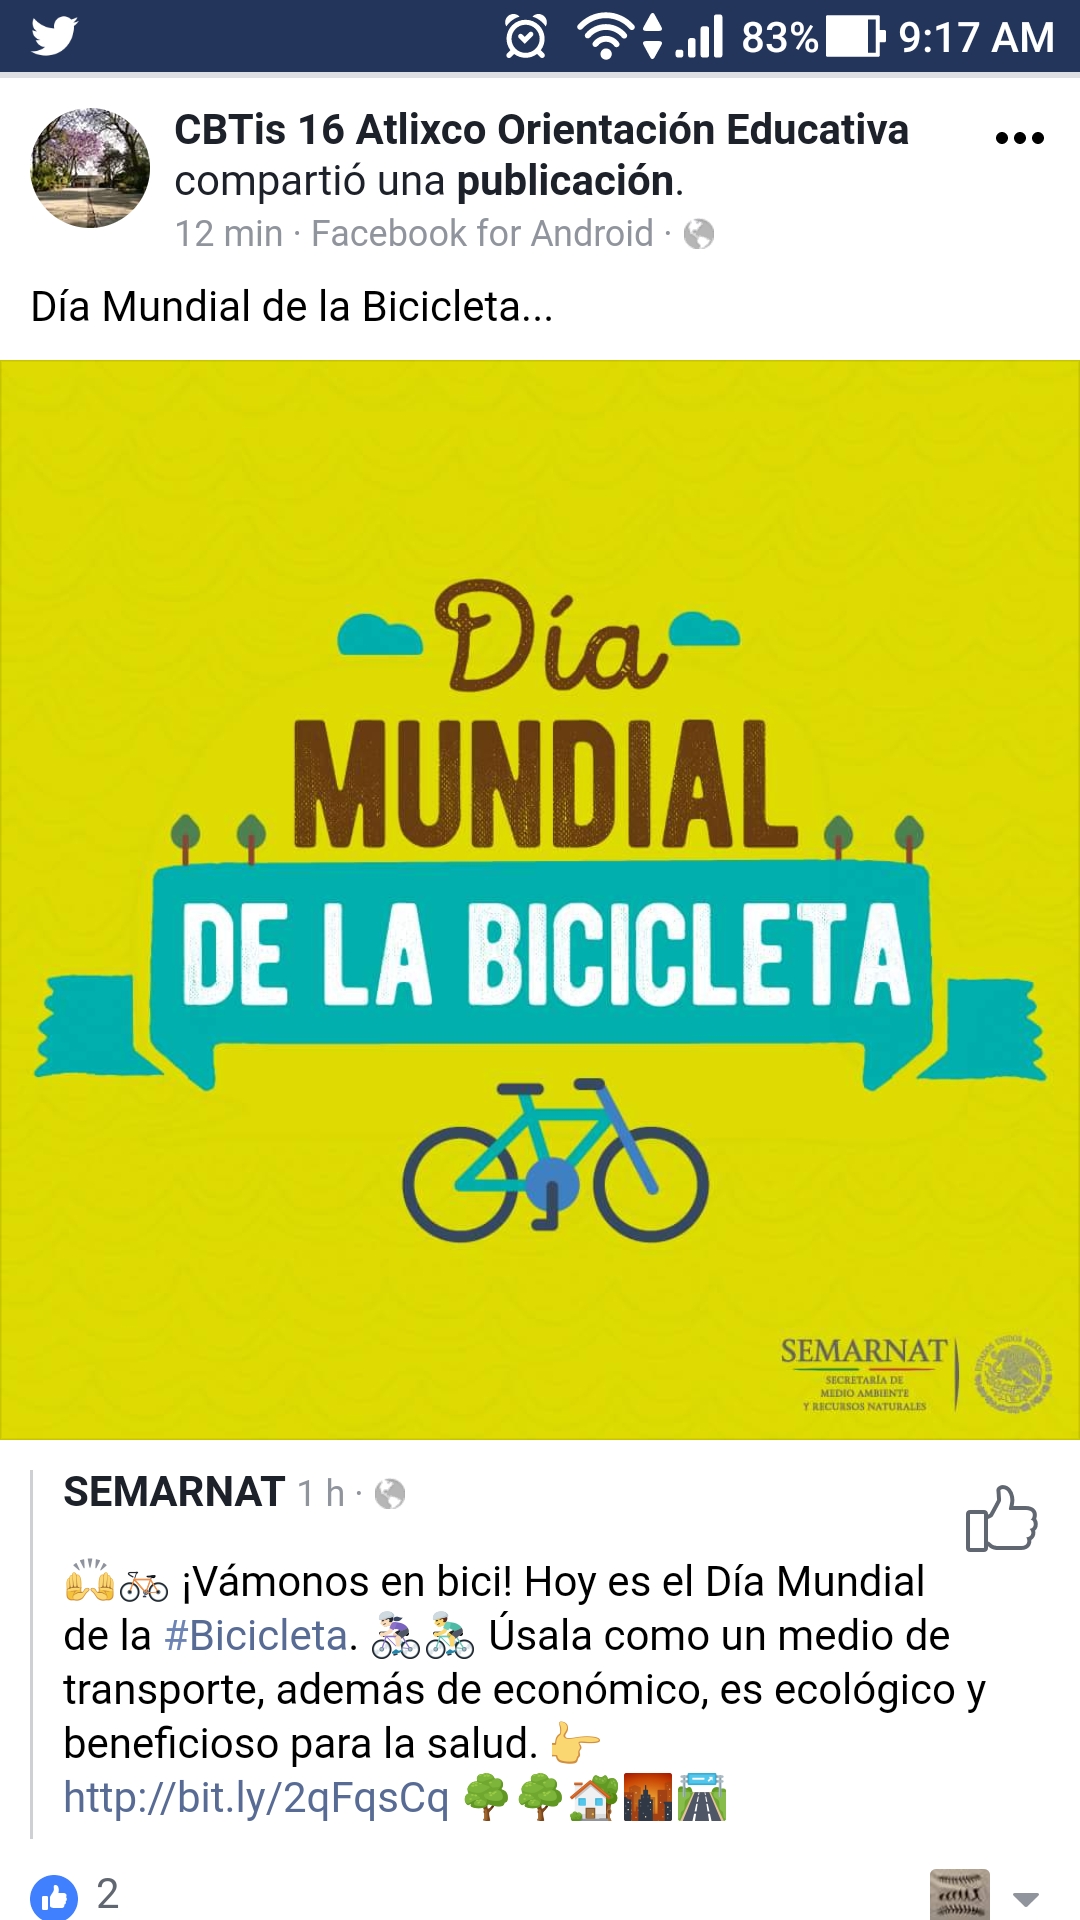 83% 9:17 AM
CBTis 16 Atlixco Orientación Educativa
compartió una publicación.
12 min · Facebook for Android ·
Día Mundial de la Bicicleta...
Día
MUNDIAL
DE LA BICICLETA
SEMARNAT
SECRETARÍA DE
MEDIO AMBIENTE
Y RECURSOS NATURALES
ESTADOS UNIDOS MEXICANOS
SEMARNAT 1 h ·
🙌🚲 ¡Vámonos en bici! Hoy es el Día Mundial
de la #Bicicleta. 🚴🏻‍♀️🚴 Úsala como un medio de
transporte, además de económico, es ecológico y
beneficioso para la salud. 👉
http://bit.ly/2qFqsCq 🌳🌳🏡🌆🛣
2